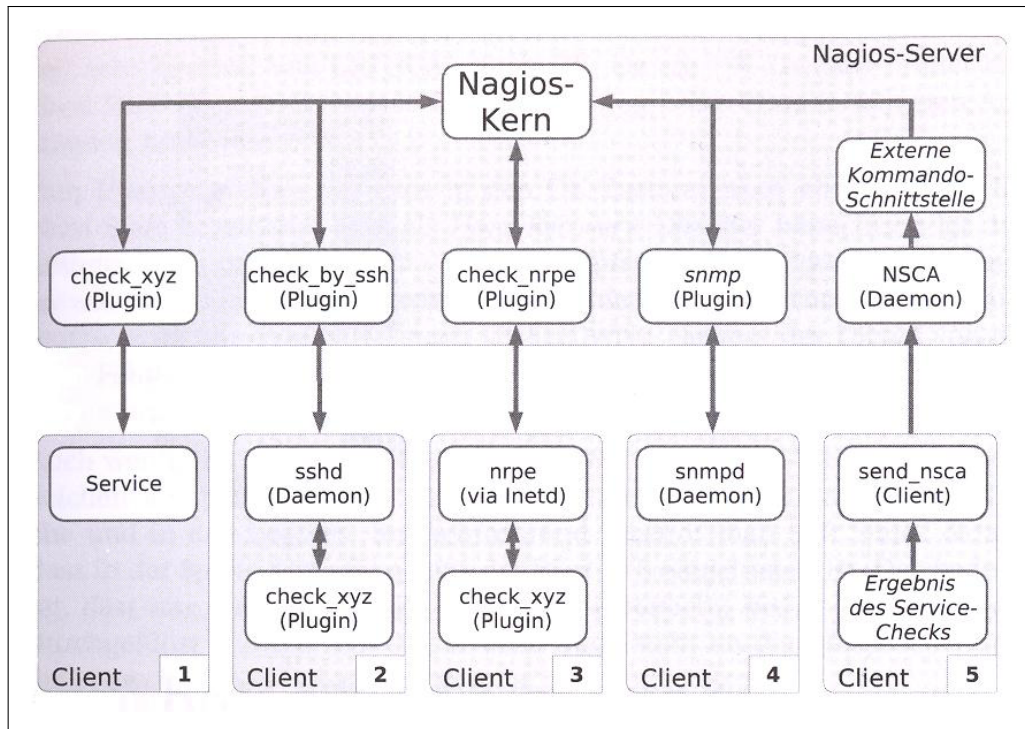 Nagios-Server
Nagios-
Kern
Externe
Kommando-
Schnittstelle
check_xyz
(Plugin)
check_by_ssh
(Plugin)
check_nrpe
(Plugin)
snmp
(Plugin)
NSCA
(Daemon)
Service
sshd
(Daemon)
nrpe
(via Inetd)
snmpd
(Daemon)
send_nsca
(Client)
check_xyz
(Plugin)
check_xyz
(Plugin)
Ergebnis
des Service-
Checks
Client 1
Client 2
Client 3
Client 4
Client 5